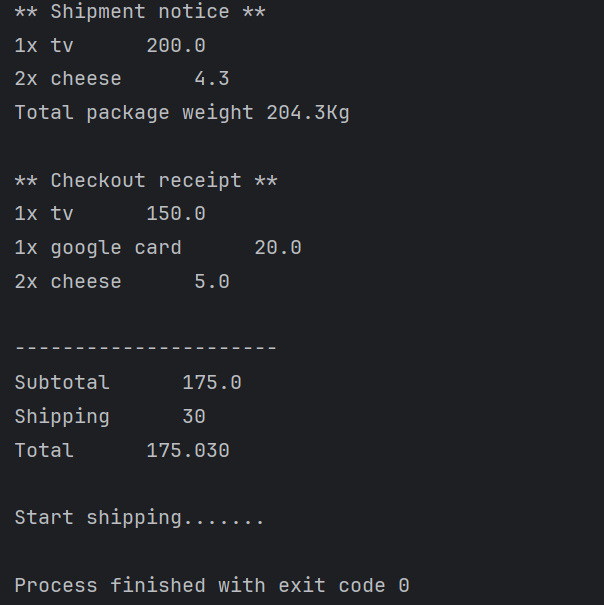 ** Shipment notice **
1x tv      200.0
2x cheese      4.3
Total package weight 204.3Kg

** Checkout receipt **
1x tv      150.0
1x google card      20.0
2x cheese      5.0

----------------------
Subtotal      175.0
Shipping      30
Total      175.030

Start shipping.......

Process finished with exit code 0